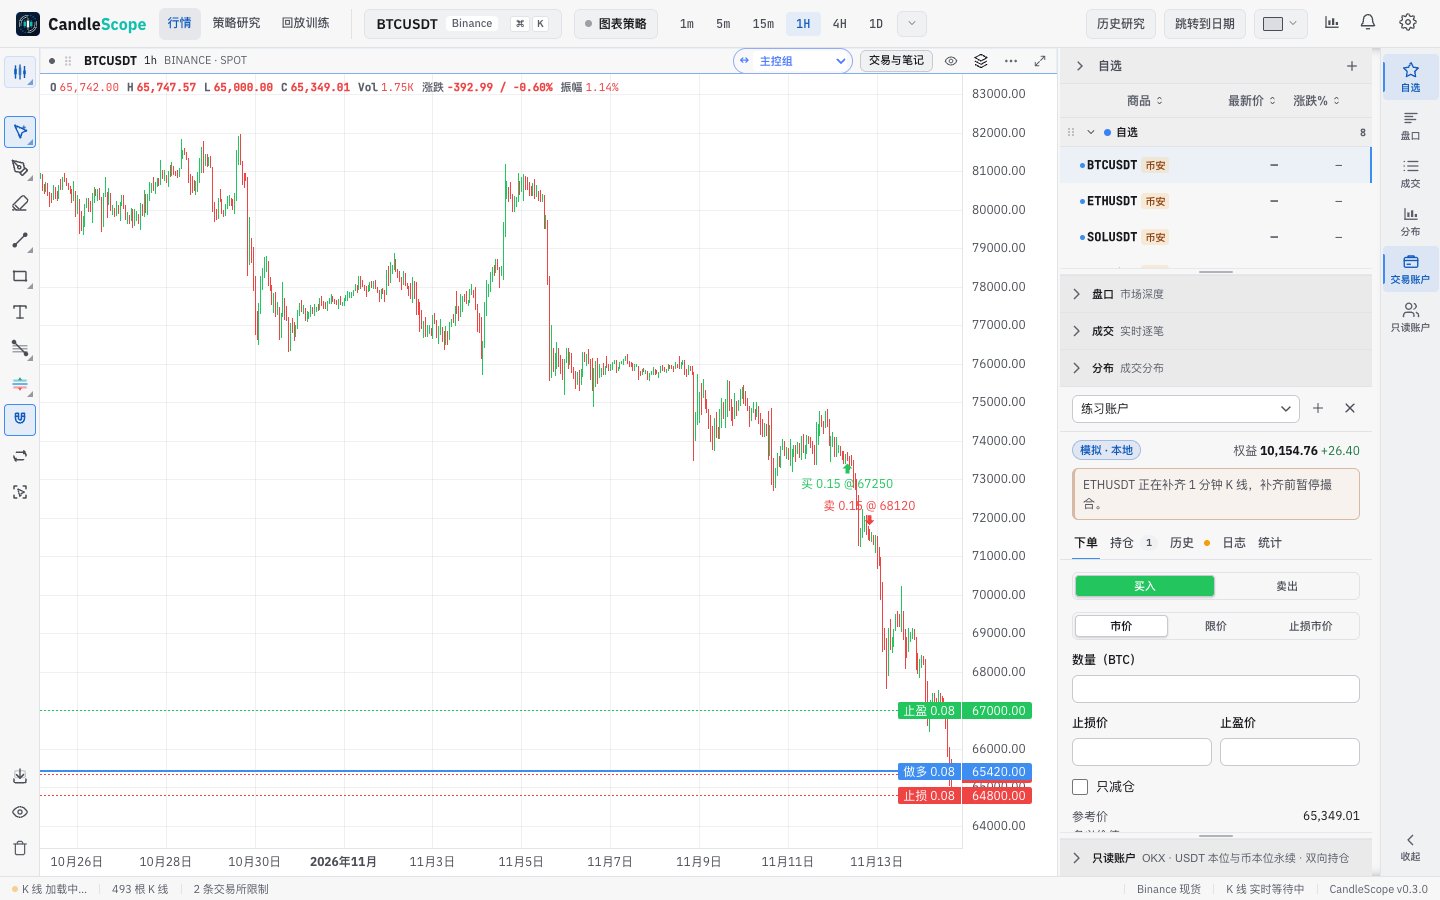 CandleScope 行情 策略研究 回放训练 BTCUSDT Binance ⌘ K 图表策略 1m 5m 15m 1H 4H 1D 历史研究 跳转到日期
BTCUSDT 1h BINANCE · SPOT 主控组 交易与笔记
O 65,742.00 H 65,747.57 L 65,000.00 C 65,349.01 Vol 1.75K 涨跌 -392.99 / -0.60% 振幅 1.14%
83000.00
82000.00
81000.00
80000.00
79000.00
78000.00
77000.00
76000.00
75000.00
74000.00
73000.00
72000.00
71000.00
70000.00
69000.00
68000.00
66000.00
64000.00
买 0.15 @ 67250
卖 0.15 @ 68120
止盈 0.08 67000.00
做多 0.08 65420.00
止损 0.08 64800.00
10月26日 10月28日 10月30日 2026年11月 11月3日 11月5日 11月7日 11月9日 11月11日 11月13日
自选
商品 最新价 涨跌%
自选 8
BTCUSDT 币安 — —
ETHUSDT 币安 — —
SOLUSDT 币安 — —
盘口 市场深度
成交 实时逐笔
分布 成交分布
练习账户
模拟 · 本地 权益 10,154.76 +26.40
ETHUSDT 正在补齐 1 分钟 K 线，补齐前暂停撮
合。
下单 持仓 1 历史 日志 统计
买入 卖出
市价 限价 止损市价
数量（BTC）
止损价 止盈价
只减仓
参考价 65,349.01
只读账户 OKX · USDT 本位与币本位永续 · 双向持仓
自选
盘口
成交
分布
交易账户
只读账户
收起
K 线 加载中... 493 根 K 线 2 条交易所限制 Binance 现货 K 线 实时等待中 CandleScope v0.3.0